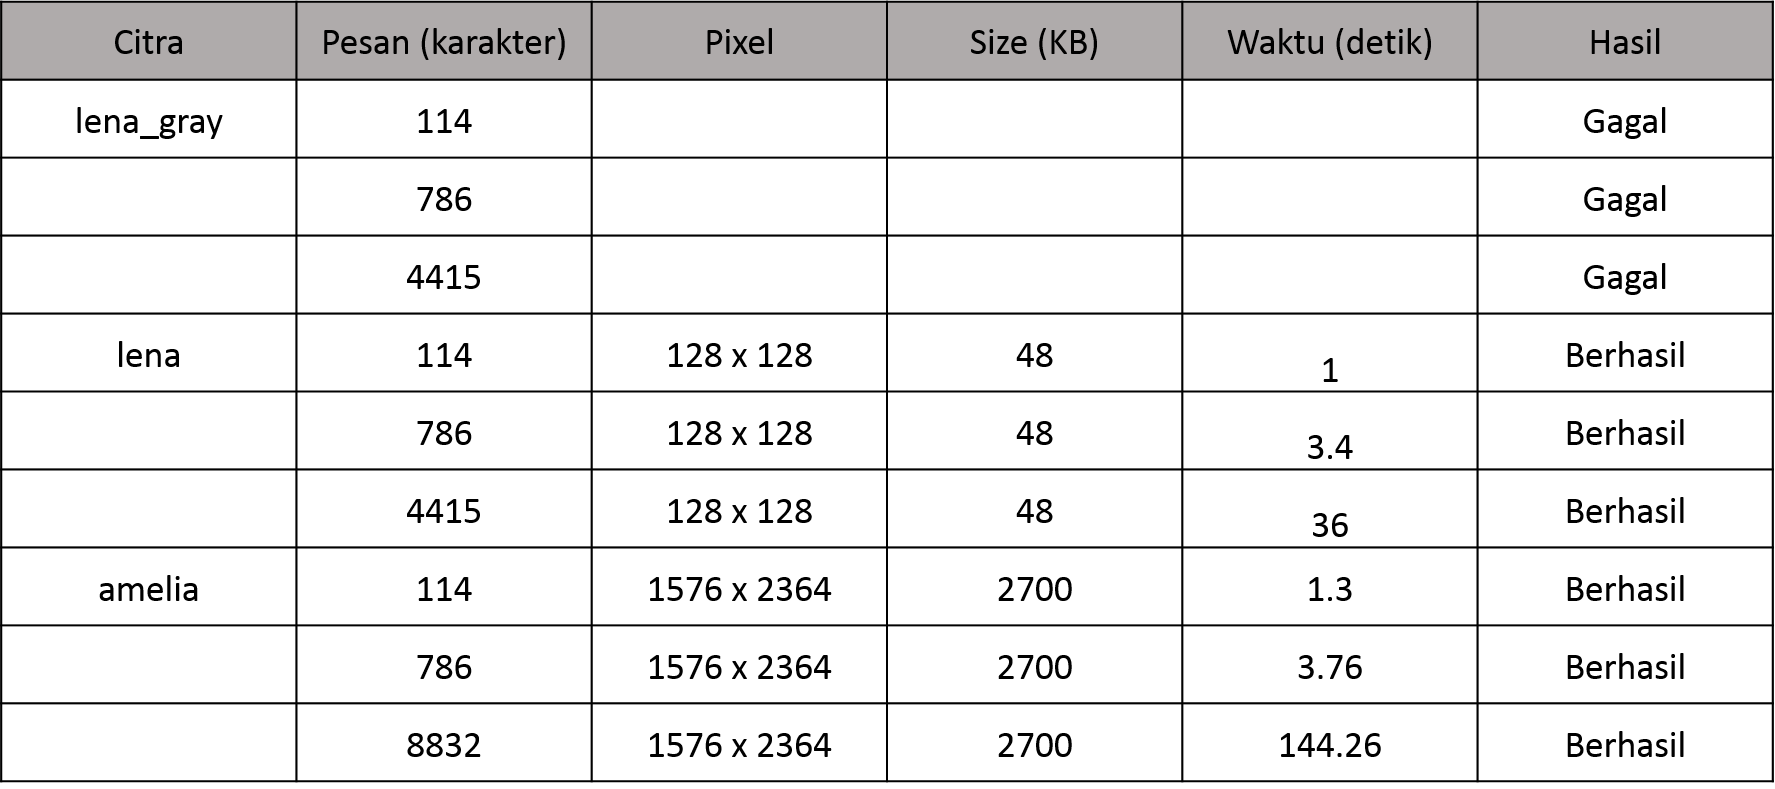 Citra Pesan (karakter) Pixel Size (KB) Waktu (detik) Hasil
lena_gray 114 Gagal
786 Gagal
4415 Gagal
lena 114 128 x 128 48 1 Berhasil
786 128 x 128 48 3.4 Berhasil
4415 128 x 128 48 36 Berhasil
amelia 114 1576 x 2364 2700 1.3 Berhasil
786 1576 x 2364 2700 3.76 Berhasil
8832 1576 x 2364 2700 144.26 Berhasil